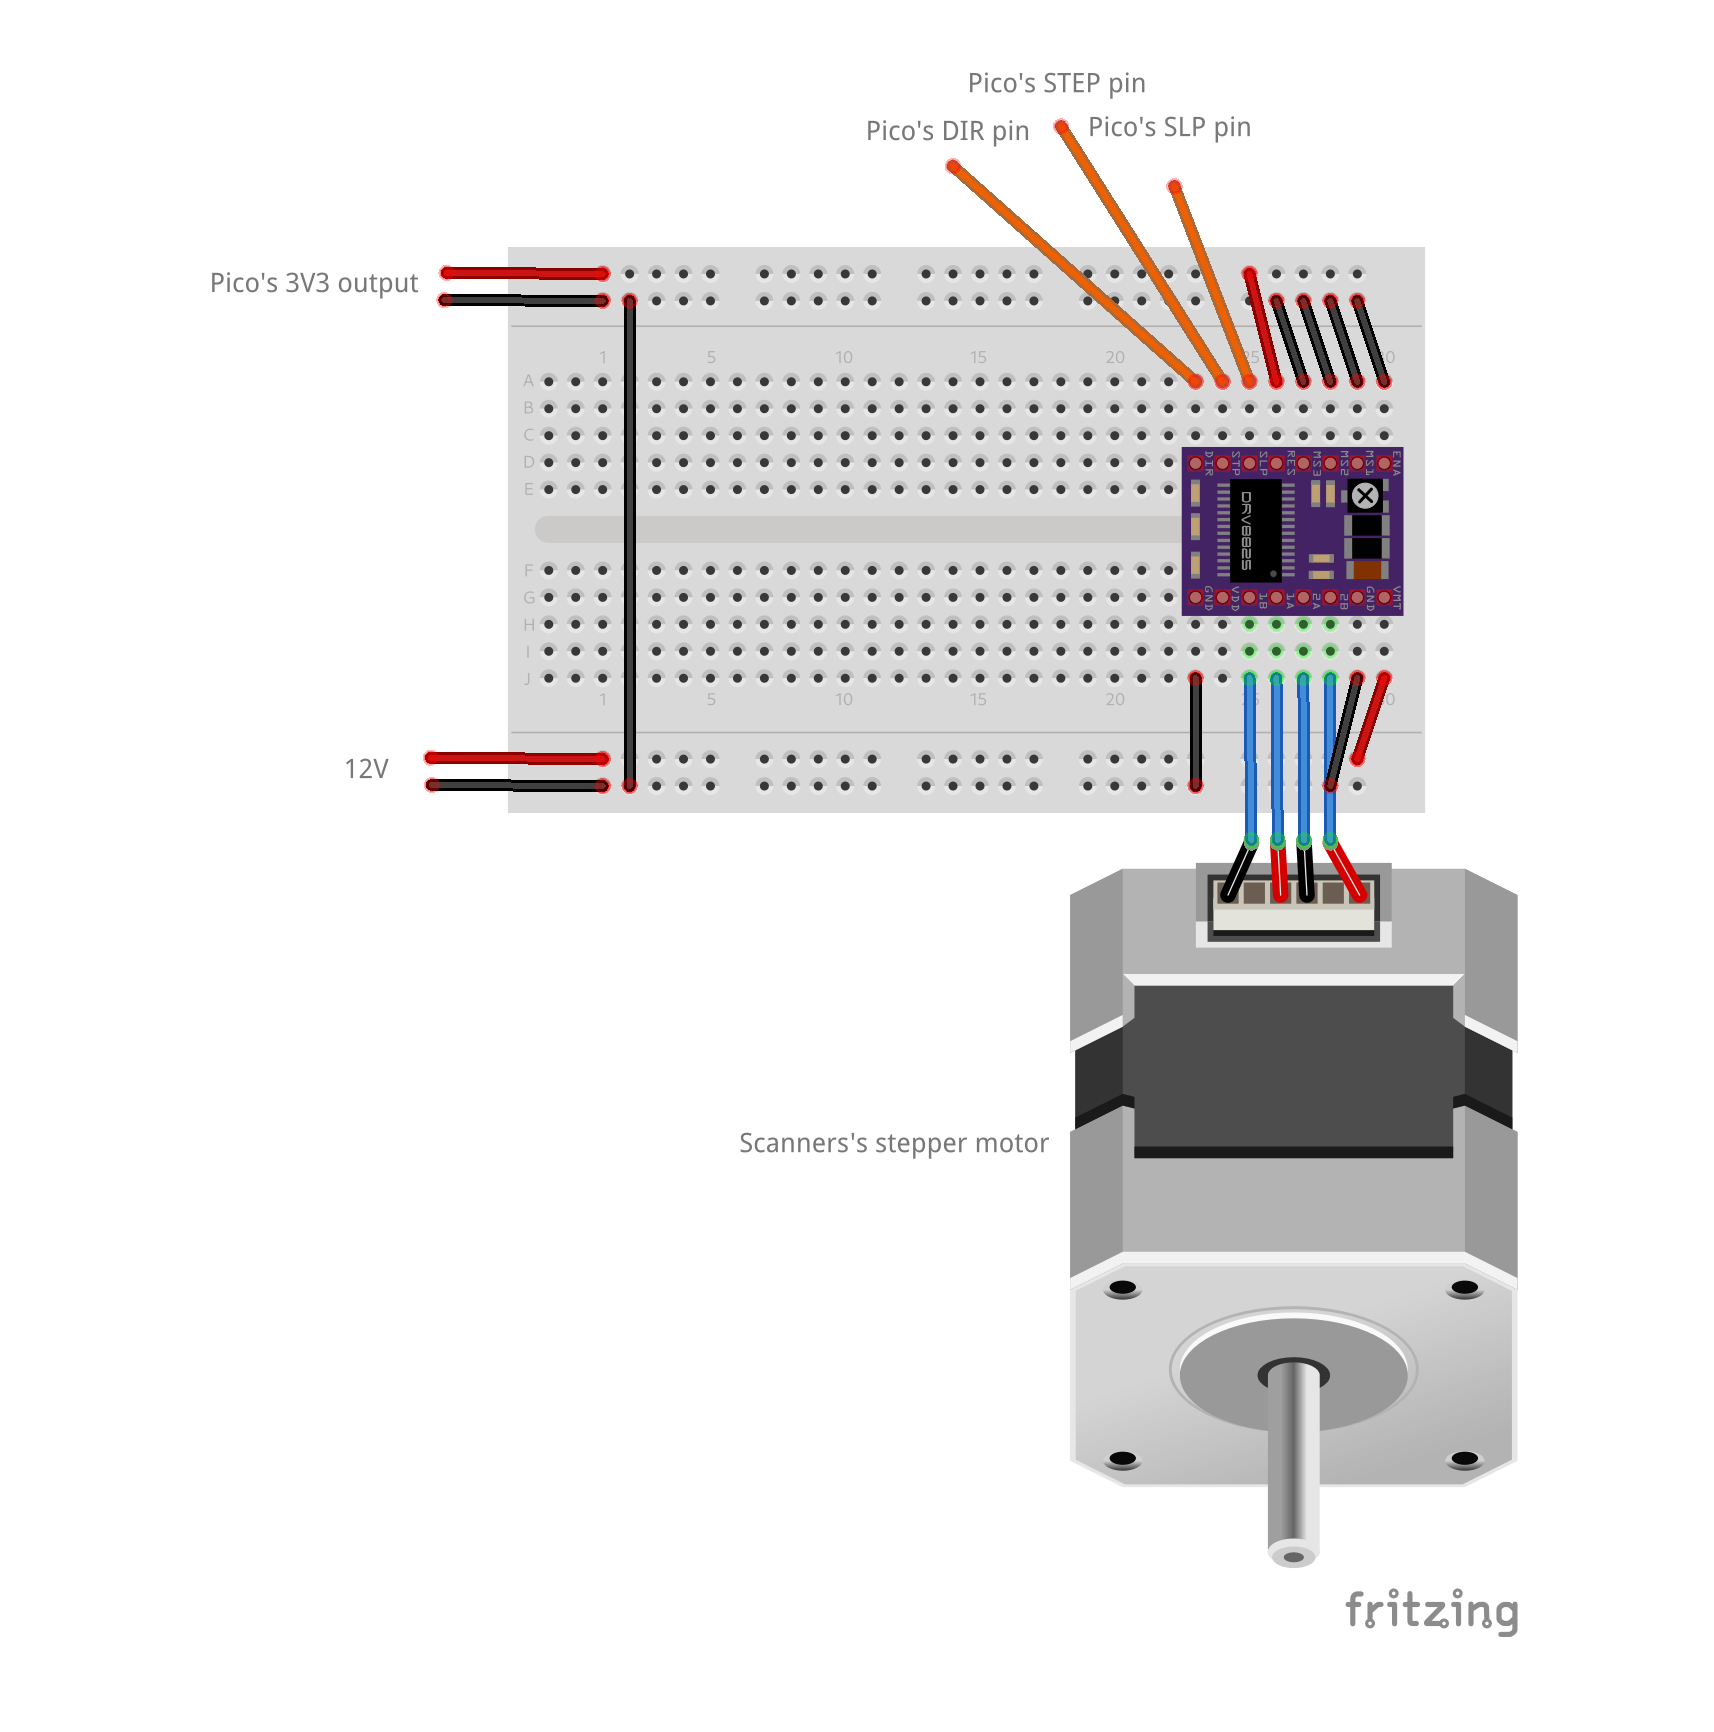 Pico's STEP pin
Pico's DIR pin
Pico's SLP pin
Pico's 3V3 output
1 5 10 15 20
A
B
C
D
E
DIR STP SLP RES MS3 MS2 MS1 ENA
DRV8825
F
G
H
I
J
GND VDD 1B 1A 2A 2B GND VMT
1 5 10 15 20
12V
Scanners's stepper motor
fritzing